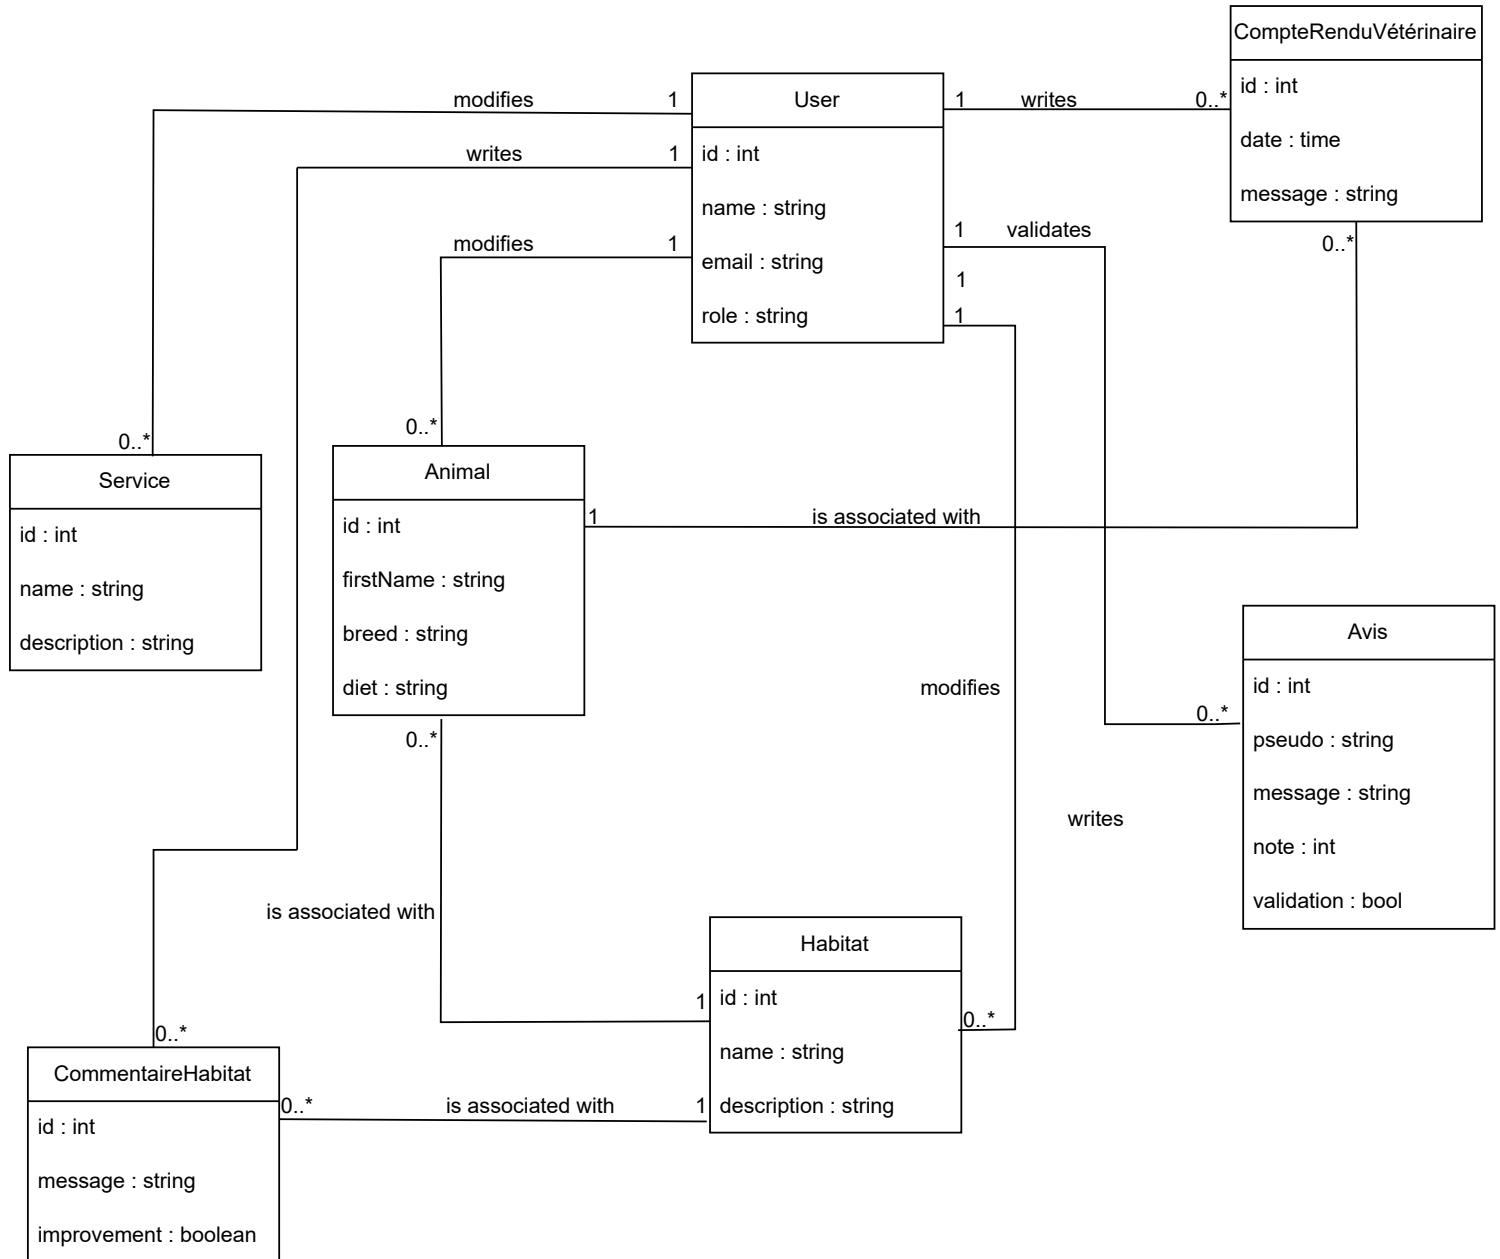 CompteRenduVétérinaire
id : int
date : time
message : string
User
id : int
name : string
email : string
role : string
modifies
1
writes
1
modifies
1
1
writes
0..*
1
validates
1
1
0..*
0..*
0..*
Service
id : int
name : string
description : string
Animal
id : int
firstName : string
breed : string
diet : string
1
is associated with
Avis
id : int
pseudo : string
message : string
note : int
validation : bool
modifies
0..*
0..*
writes
is associated with
Habitat
id : int
name : string
description : string
1
0..*
0..*
CommentaireHabitat
id : int
message : string
improvement : boolean
0..*
is associated with
1